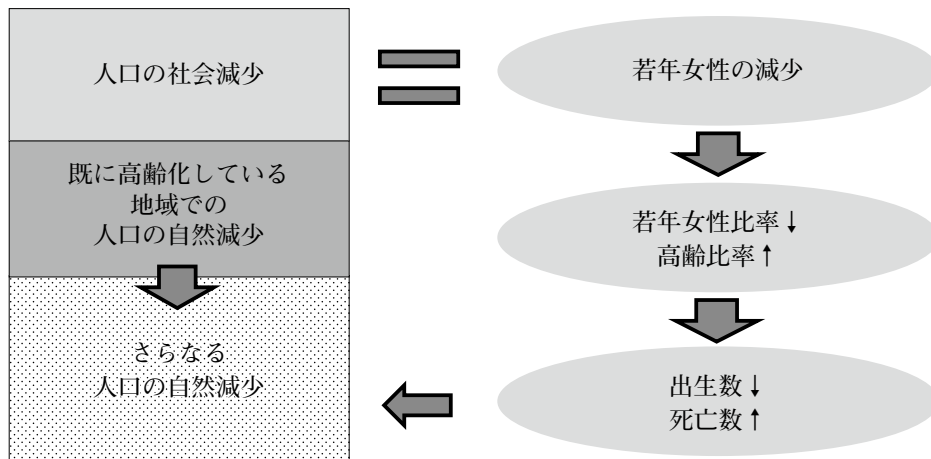 人口の社会減少
若年女性の減少
既に高齢化している
地域での
人口の自然減少
若年女性比率↓
高齢比率↑
さらなる
人口の自然減少
出生数↓
死亡数↑